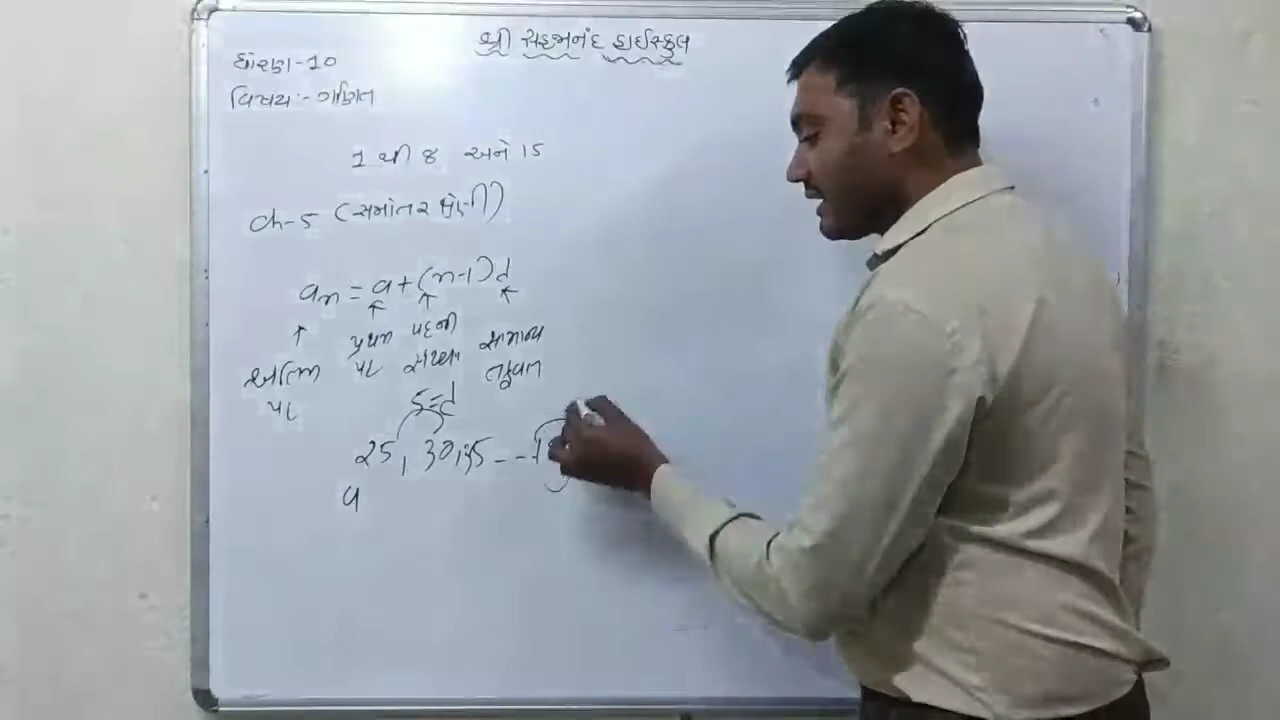 શ્રી સહજાનંદ હાઈસ્કુલ
ધોરણ-10
વિષય:- ગણિત
1 થી 8 અને 15
ch-5 (સમાંતર શ્રેણી)
an = a + (n-1) d
પ્રથમ પદની સામાન્ય
અંતિમ પદ સંખ્યા તફાવત
પદ
5=d
25, 30, 35 - - -
a